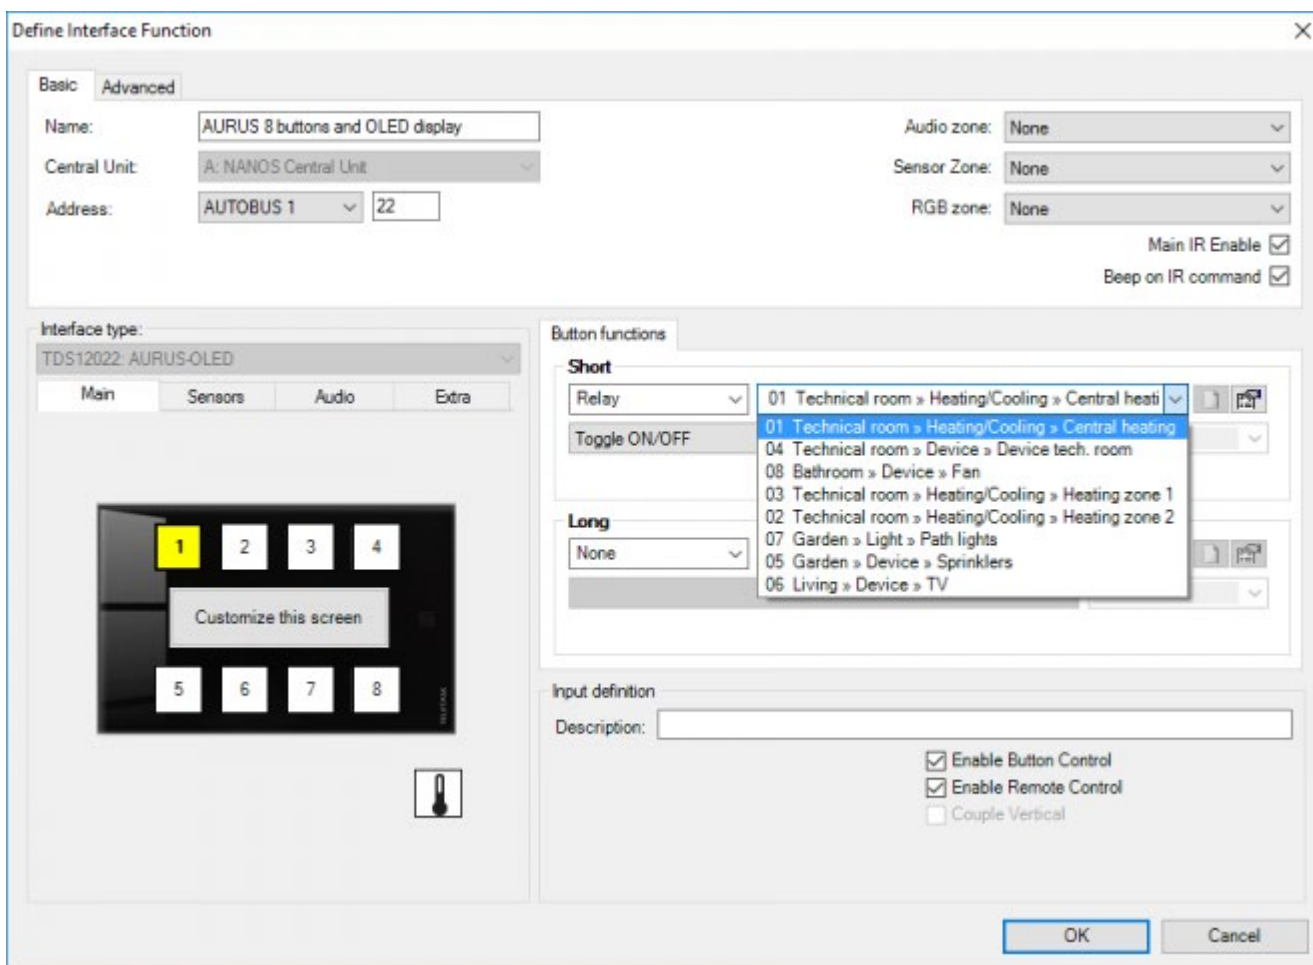 Define Interface Function
Basic Advanced
Name: AURUS 8 buttons and OLED display Audio zone: None
Central Unit: A: NANOS Central Unit Sensor Zone: None
Address: AUTOBUS 1 22 RGB zone: None
Main IR Enable
Beep on IR command
Interface type:
TDS12022: AURUS-OLED
Main Sensors Audio Extra
1 2 3 4
Customize this screen
5 6 7 8
TELETASK
Button functions
Short
Relay 01 Technical room » Heating/Cooling » Central heati
Toggle ON/OFF
01 Technical room » Heating/Cooling » Central heating
04 Technical room » Device » Device tech. room
08 Bathroom » Device » Fan
03 Technical room » Heating/Cooling » Heating zone 1
02 Technical room » Heating/Cooling » Heating zone 2
07 Garden » Light » Path lights
05 Garden » Device » Sprinklers
06 Living » Device » TV
Long
None
Input definition
Description:
Enable Button Control
Enable Remote Control
Couple Vertical
OK Cancel